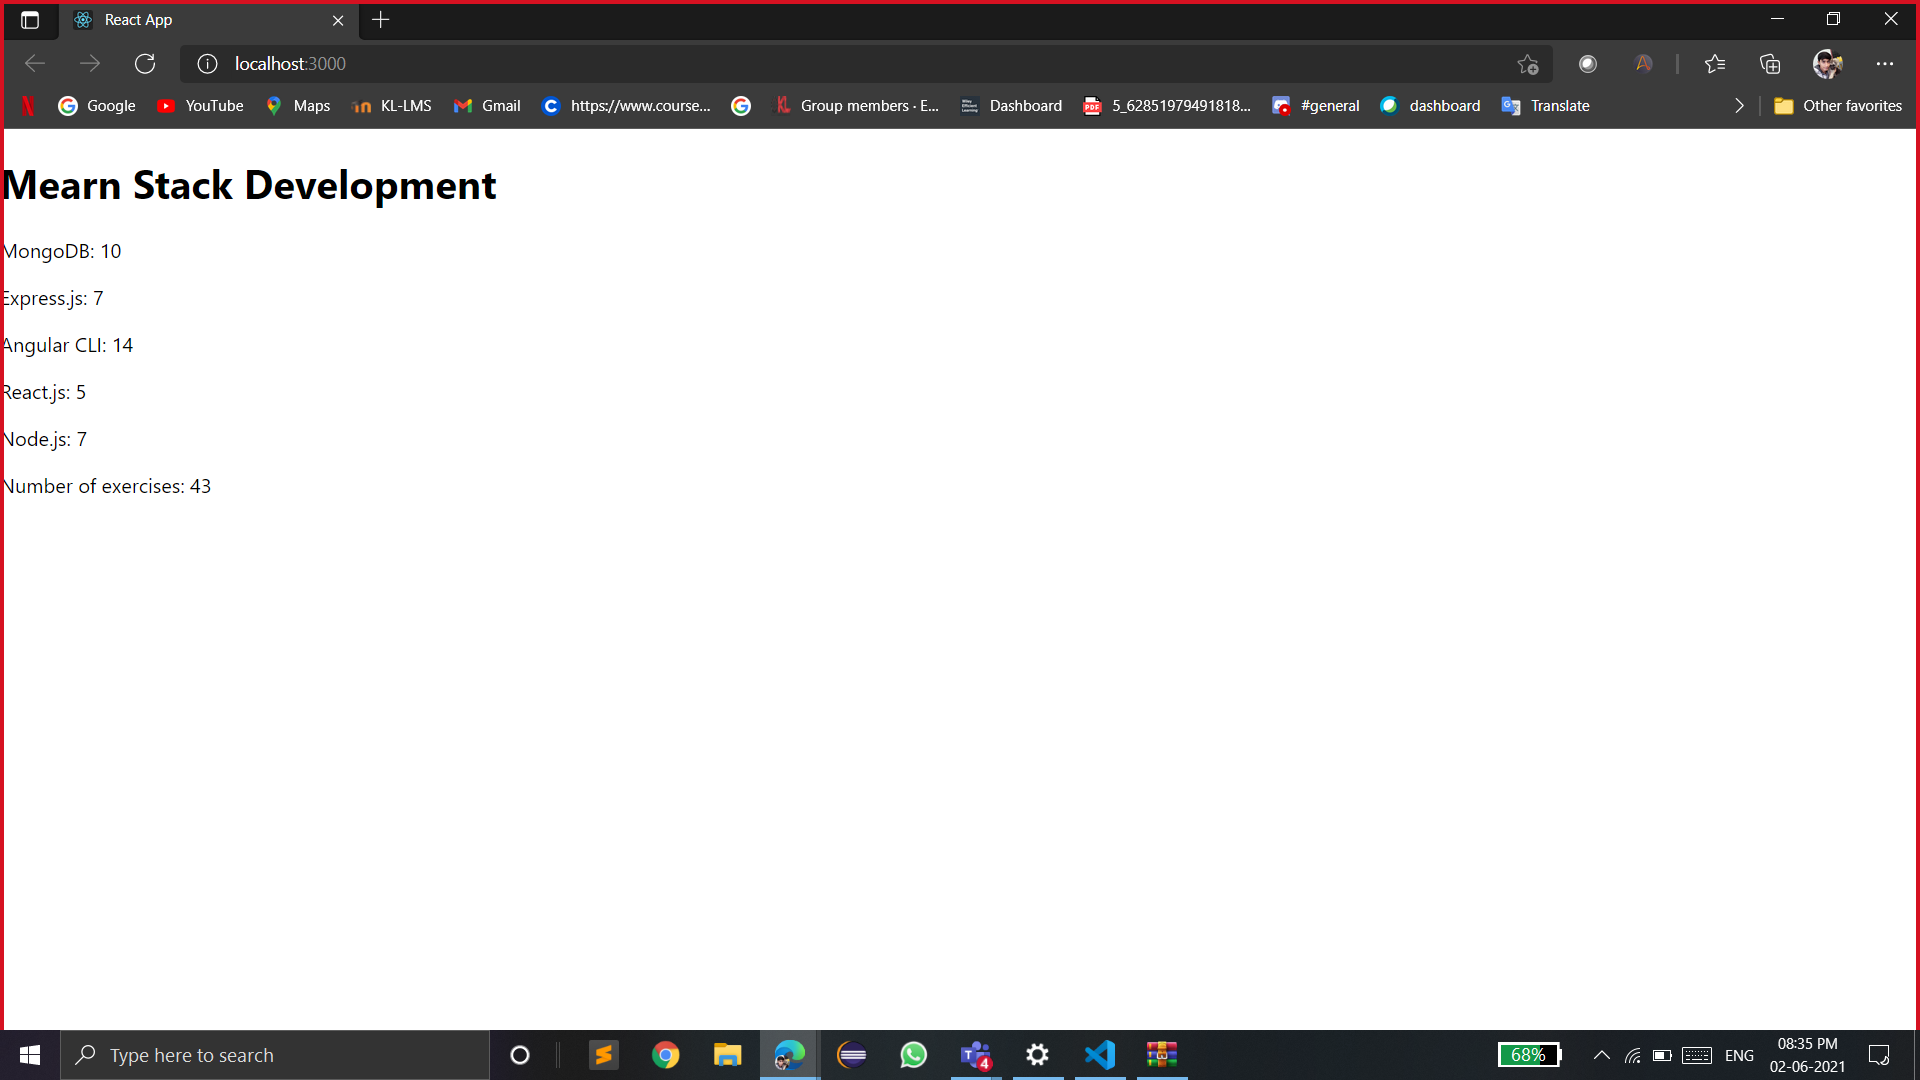 React App
localhost:3000
Google YouTube Maps KL-LMS Gmail https://www.course... Group members · E... Dashboard 5_62851979491818... #general dashboard Translate Other favorites
Mearn Stack Development
MongoDB: 10
Express.js: 7
Angular CLI: 14
React.js: 5
Node.js: 7
Number of exercises: 43
Type here to search
4
68%
ENG
08:35 PM
02-06-2021